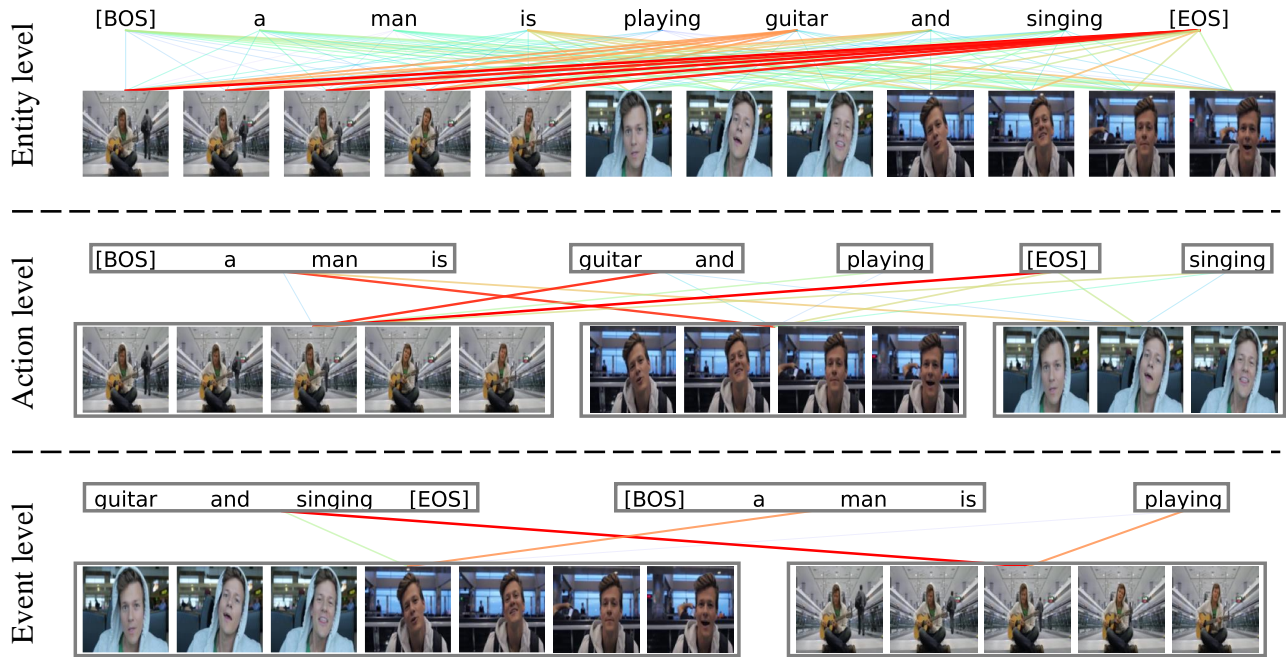 Entity level
[BOS] a man is playing guitar and singing [EOS]
Action level
[BOS] a man is guitar and playing [EOS] singing
Event level
guitar and singing [EOS] [BOS] a man is playing